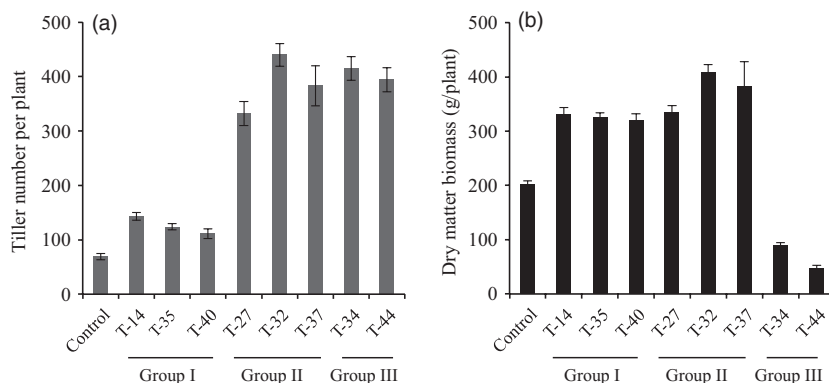 (a)
Tiller number per plant
500
400
300
200
100
0
Control
T-14
T-35
T-40
T-27
T-32
T-37
T-34
T-44
Group I
Group II
Group III
(b)
Dry matter biomass (g/plant)
500
400
300
200
100
0
Control
T-14
T-35
T-40
T-27
T-32
T-37
T-34
T-44
Group I
Group II
Group III